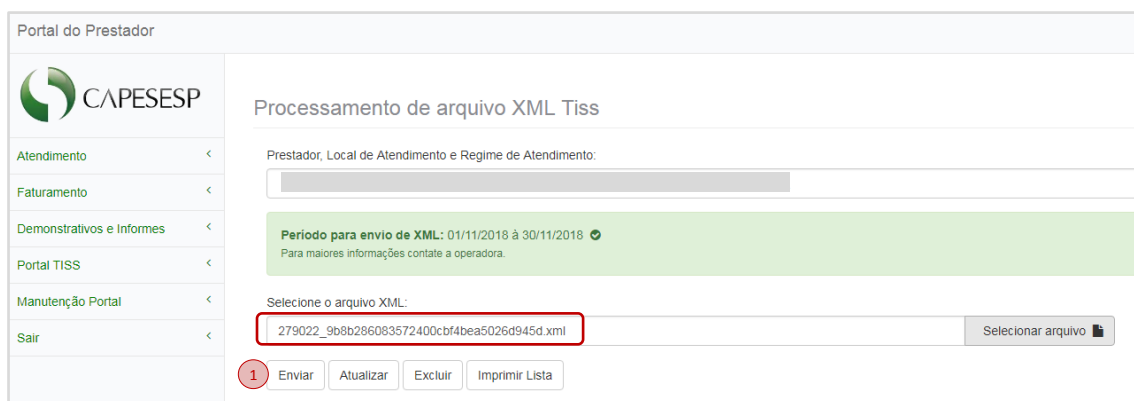 Portal do Prestador
CAPESESP
Atendimento
Faturamento
Demonstrativos e Informes
Portal TISS
Manutenção Portal
Sair
Processamento de arquivo XML Tiss
Prestador, Local de Atendimento e Regime de Atendimento:
Período para envio de XML: 01/11/2018 à 30/11/2018
Para maiores informações contate a operadora.
Selecione o arquivo XML:
279022_9b8b286083572400cbf4bea5026d945d.xml
Selecionar arquivo
1
Enviar
Atualizar
Excluir
Imprimir Lista